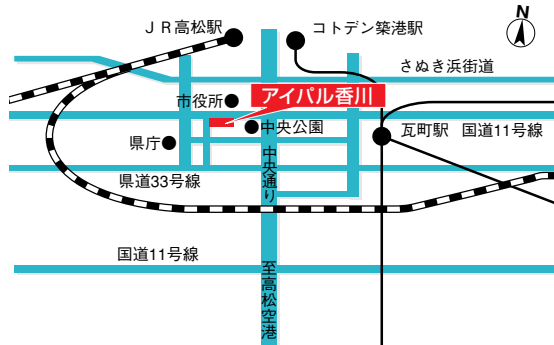 JR高松駅
コトデン築港駅
N
さぬき浜街道
市役所
アイパル香川
中央公園
瓦町駅 国道11号線
県庁
中央通り
県道33号線
国道11号線
至高松空港